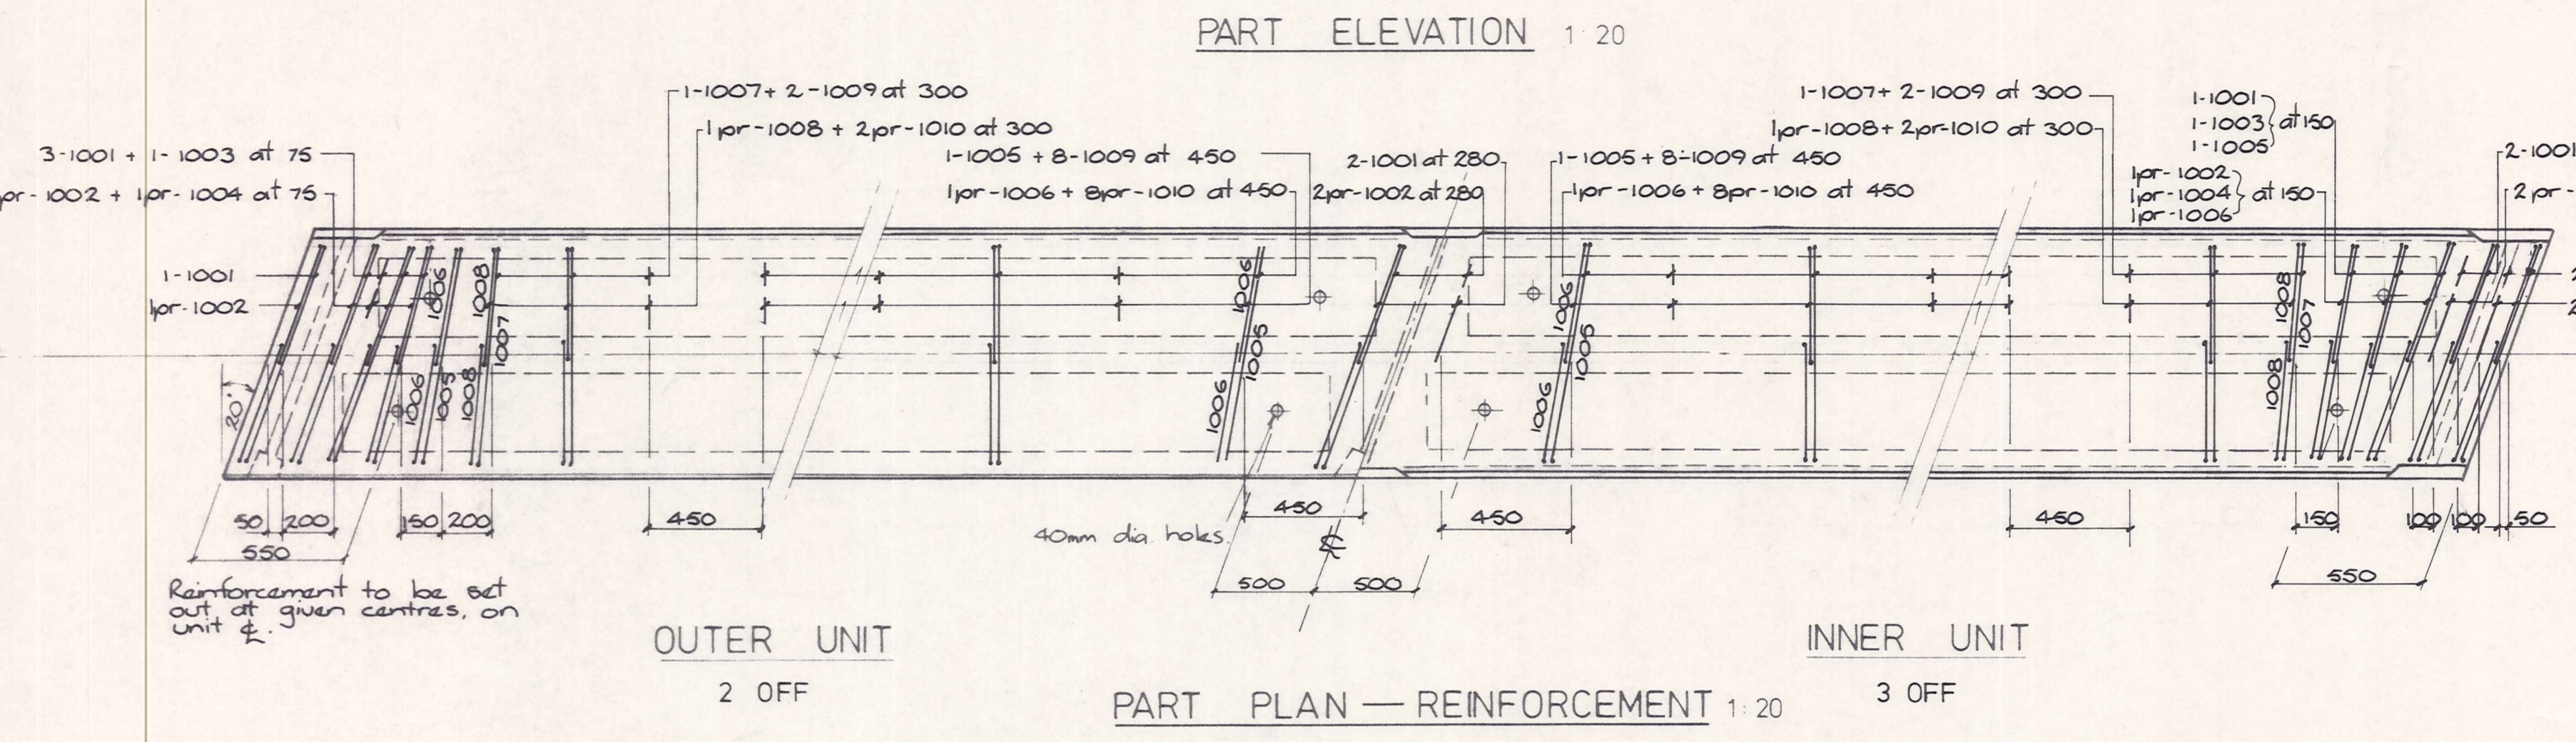 PART ELEVATION 1:20
1-1007+ 2-1009 at 300
1pr-1008 + 2pr-1010 at 300
3-1001 + 1-1003 at 75
pr-1002 + 1pr-1004 at 75
1-1005 + 8-1009 at 450
1pr-1006 + 8pr-1010 at 450
2-1001 at 280
2pr-1002 at 280
1-1005 + 8-1009 at 450
1pr-1006 + 8pr-1010 at 450
1-1007+ 2-1009 at 300
1pr-1008+ 2pr-1010 at 300
1-1001
1-1003 at 150
1-1005
1pr-1002
1pr-1004 at 150
1pr-1006
2-1001
2 pr-
1-1001
1pr-1002
1006
1008
1007
1006
1005
1008
20°
1006
1005
1006
1006
1005
1006
1008
1007
1008
50 200 150 200 450 450 450 450 150 100 100 50
550
40mm dia. holes.
℄
500 500
550
Reinforcement to be set
out at given centres, on
unit ℄.
OUTER UNIT
2 OFF
INNER UNIT
3 OFF
PART PLAN — REINFORCEMENT 1:20